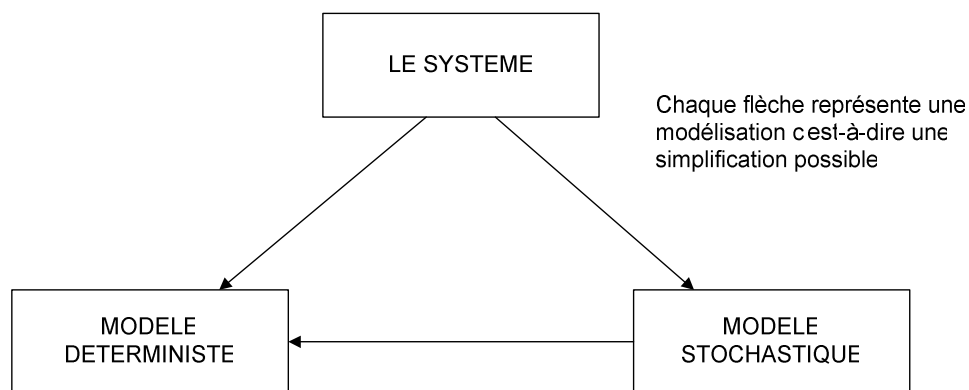 LE SYSTEME
Chaque flèche représente une
modélisation c'est-à-dire une
simplification possible
MODELE
DETERMINISTE
MODELE
STOCHASTIQUE